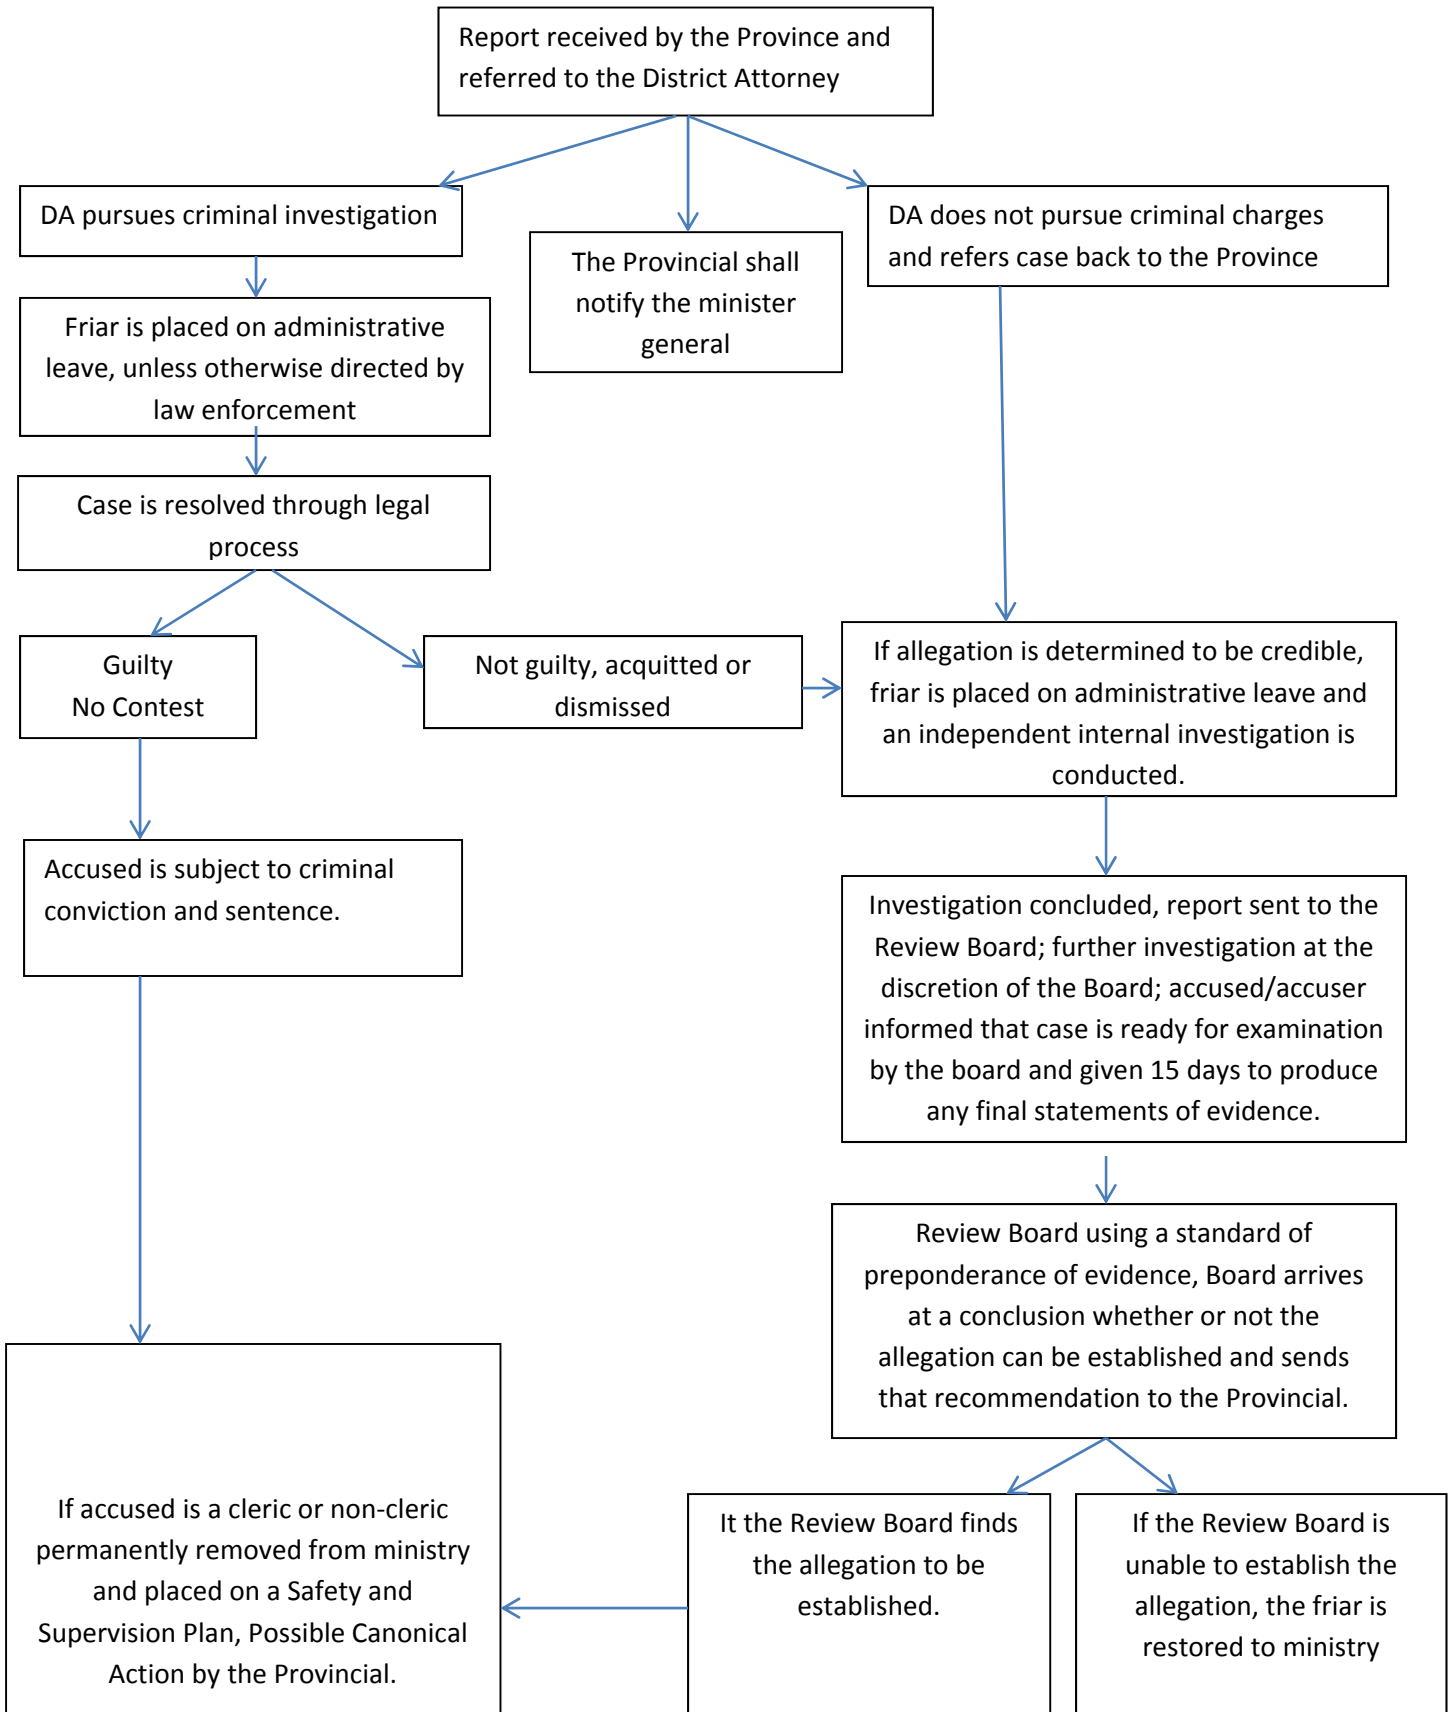 Report received by the Province and
referred to the District Attorney
DA pursues criminal investigation
The Provincial shall
notify the minister
general
DA does not pursue criminal charges
and refers case back to the Province
Friar is placed on administrative
leave, unless otherwise directed by
law enforcement
Case is resolved through legal
process
Guilty
No Contest
Not guilty, acquitted or
dismissed
If allegation is determined to be credible,
friar is placed on administrative leave and
an independent internal investigation is
conducted.
Accused is subject to criminal
conviction and sentence.
Investigation concluded, report sent to the
Review Board; further investigation at the
discretion of the Board; accused/accuser
informed that case is ready for examination
by the board and given 15 days to produce
any final statements of evidence.
Review Board using a standard of
preponderance of evidence, Board arrives
at a conclusion whether or not the
allegation can be established and sends
that recommendation to the Provincial.
If accused is a cleric or non-cleric
permanently removed from ministry
and placed on a Safety and
Supervision Plan, Possible Canonical
Action by the Provincial.
It the Review Board finds
the allegation to be
established.
If the Review Board is
unable to establish the
allegation, the friar is
restored to ministry